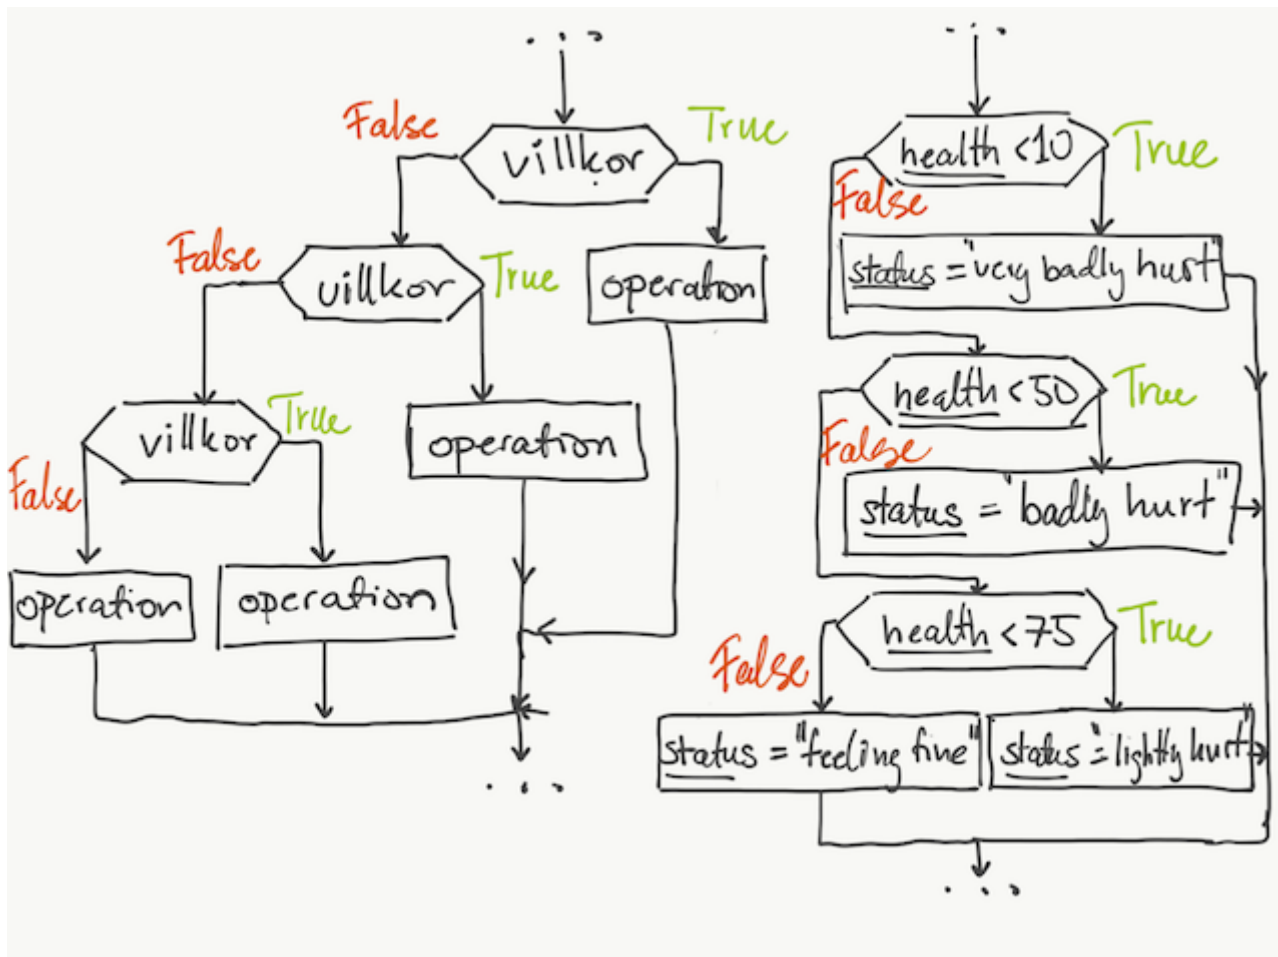 ...
False
True
villkor
False
villkor
True
operation
villkor
True
operation
False
operation
operation
...
...
health <10
True
False
status = "very badly hurt"
health <50
True
False
status = "badly hurt"
health <75
True
False
status = "feeling fine"
status = "lightly hurt"
...